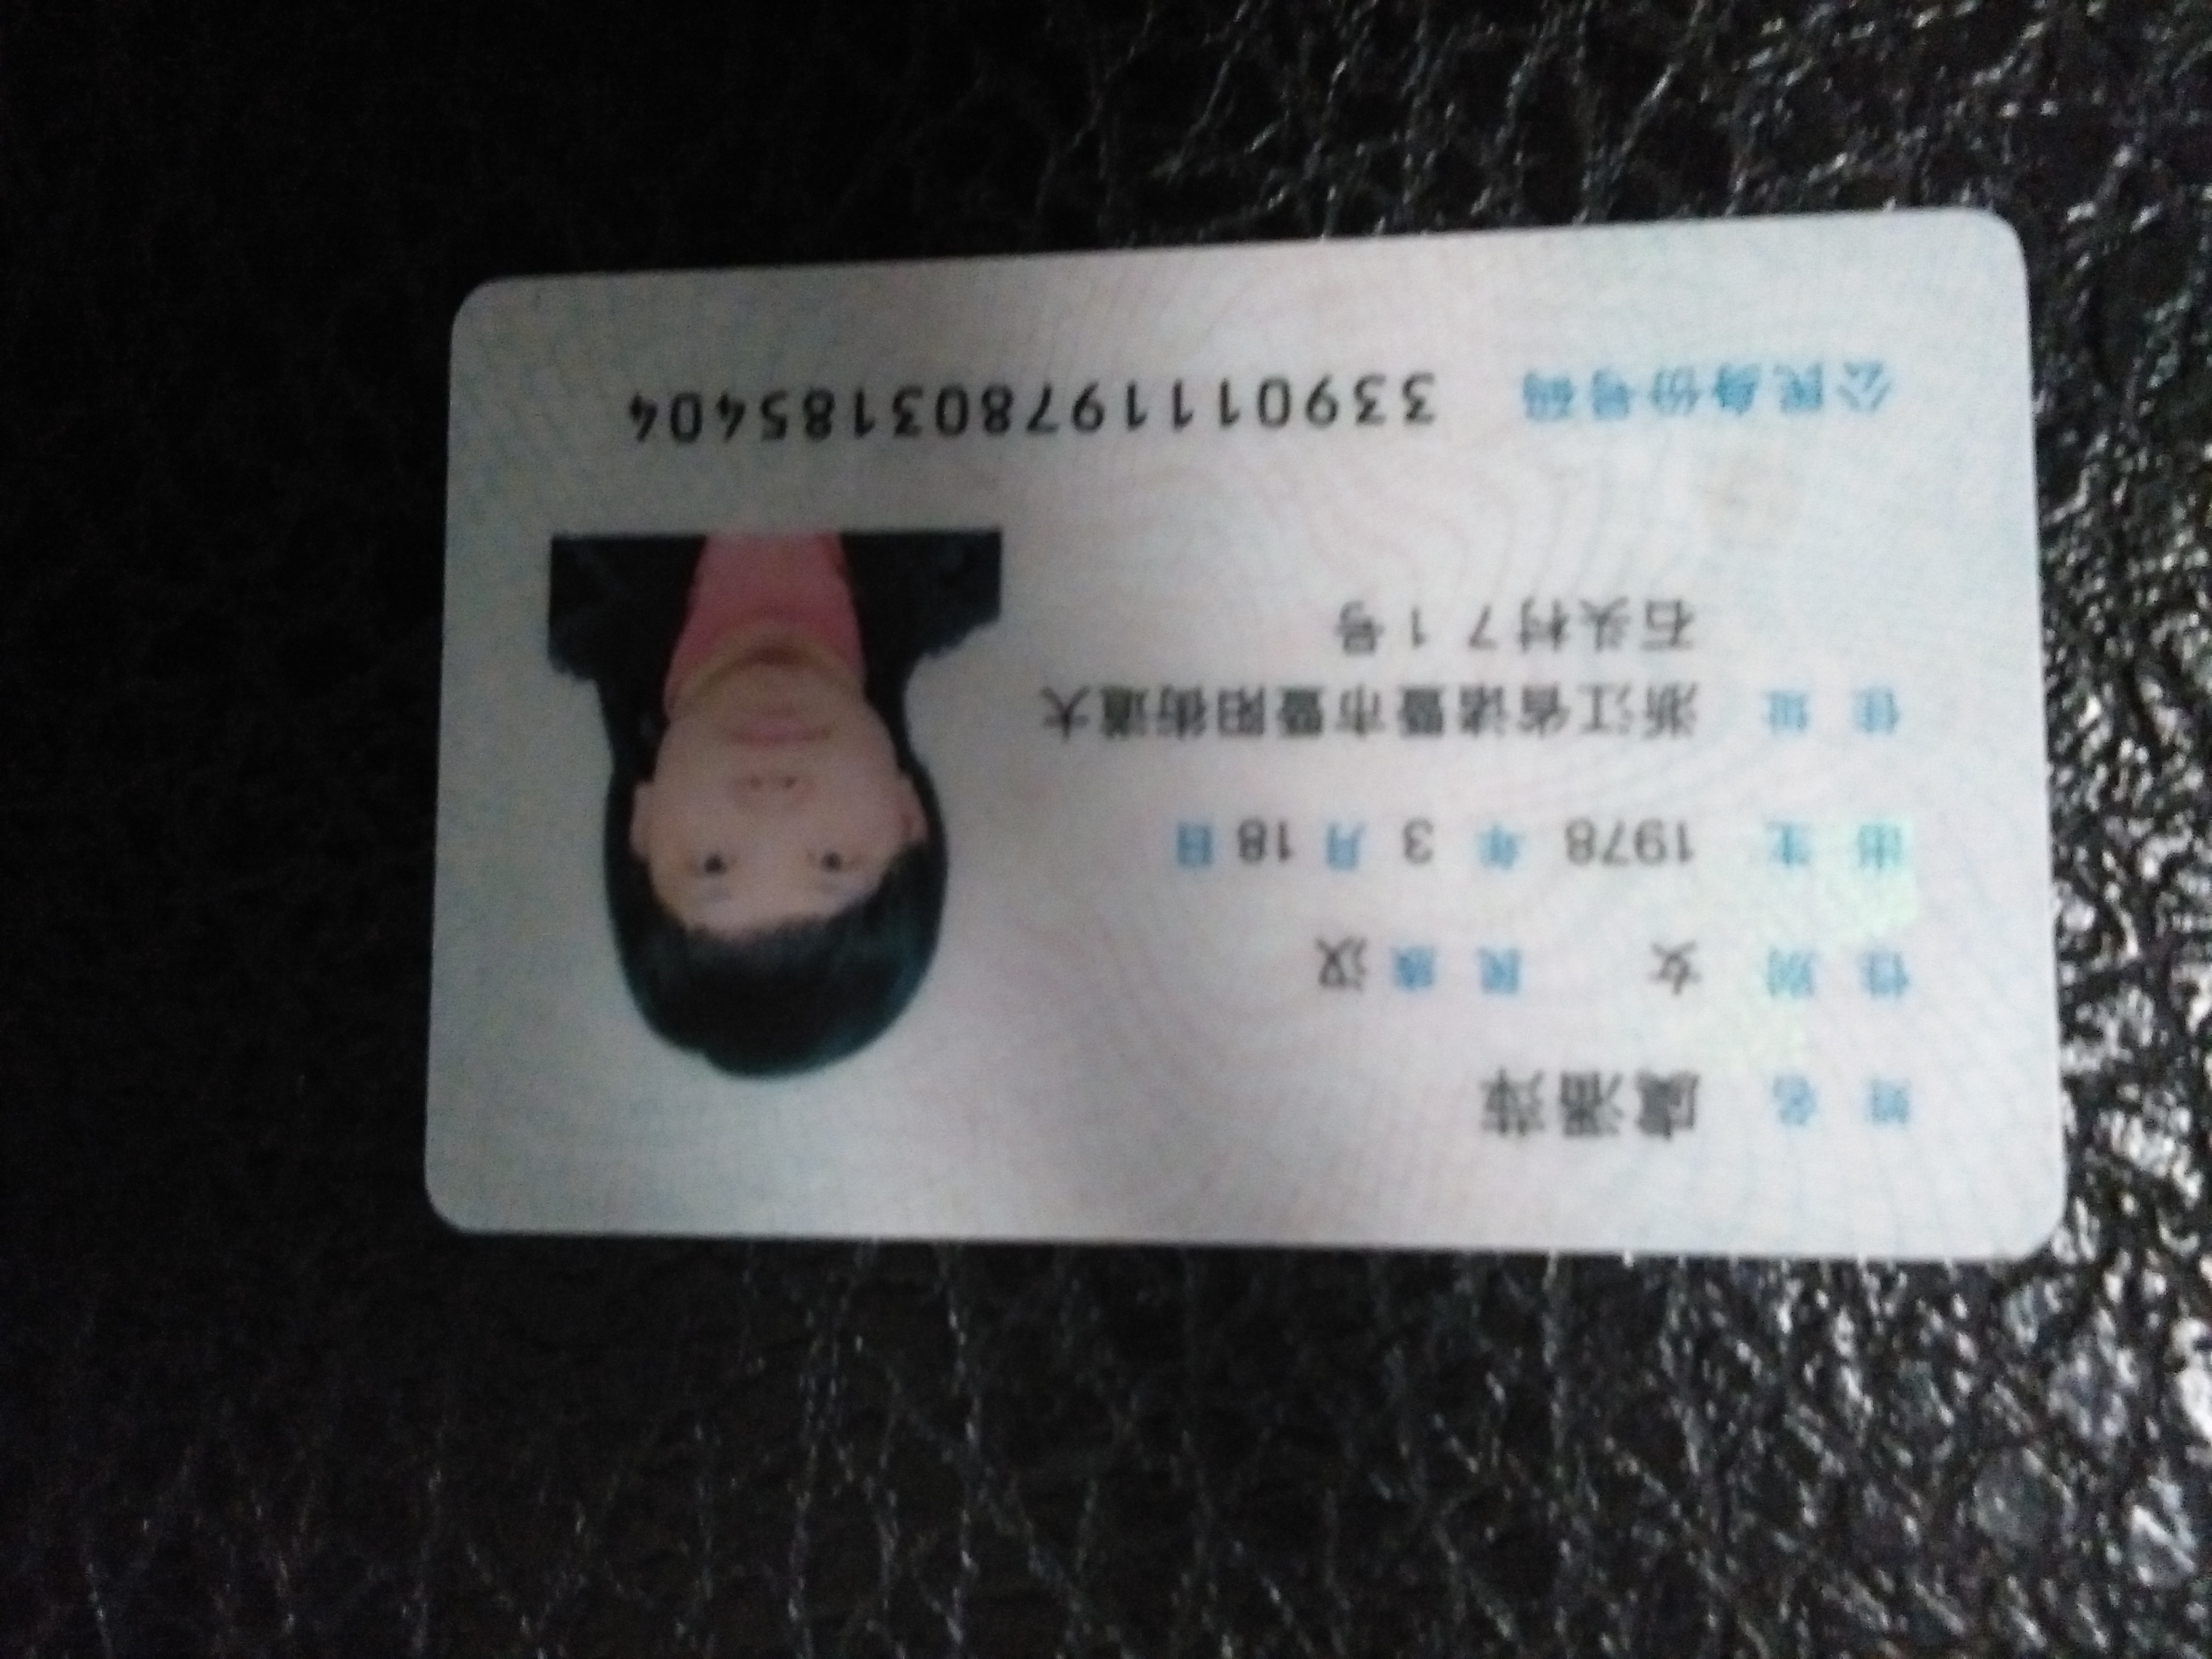 姓名 虞潘萍
性别 女 民族 汉
出生 1978 年 3 月 18 日
住址 浙江省诸暨市暨阳街道大
石头村71号
公民身份号码 339011197803185404